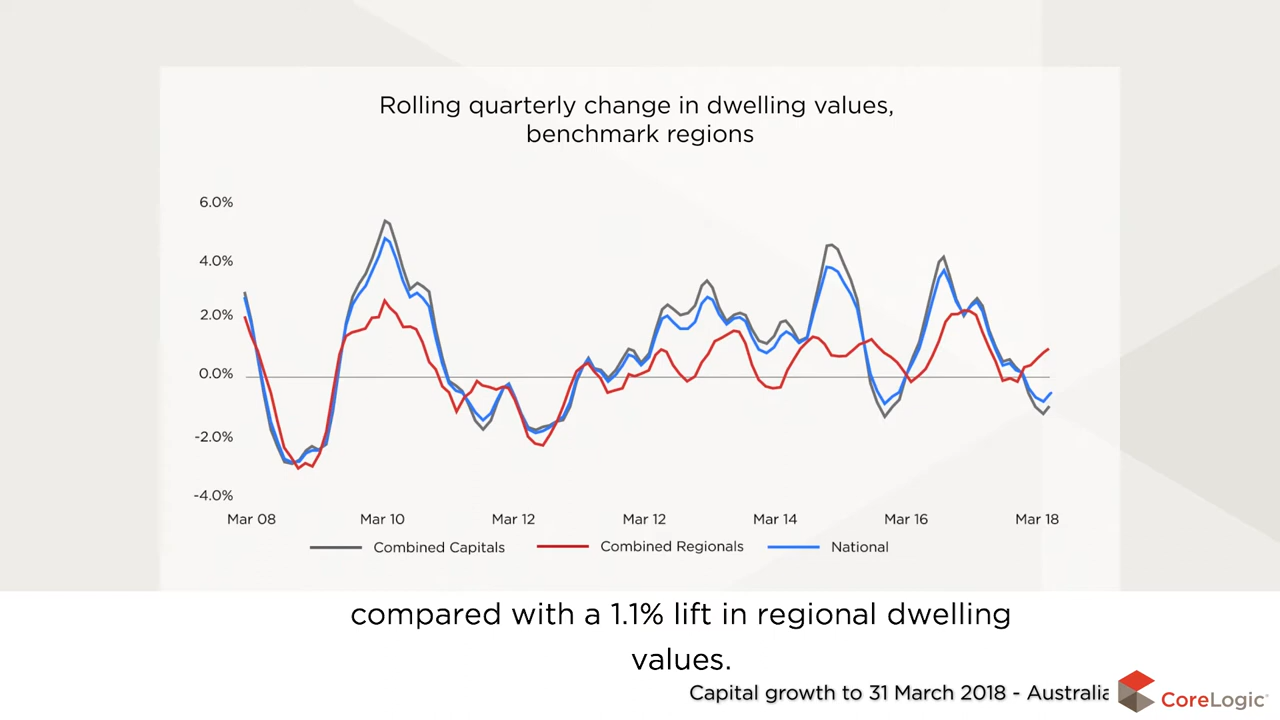 Rolling quarterly change in dwelling values,
benchmark regions
6.0%
4.0%
2.0%
0.0%
-2.0%
-4.0%
Mar 08 Mar 10 Mar 12 Mar 12 Mar 14 Mar 16 Mar 18
Combined Capitals Combined Regionals National
compared with a 1.1% lift in regional dwelling
values.
Capital growth to 31 March 2018 - Australia
CoreLogic